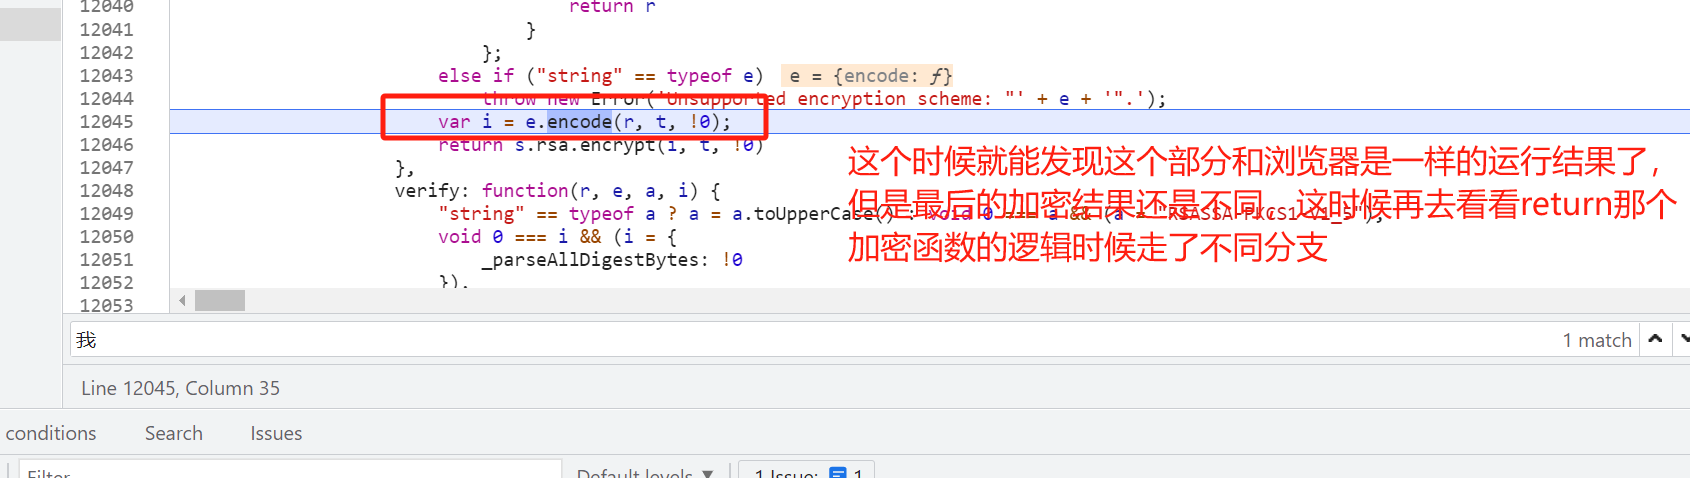 12040 return r
12041 }
12042 };
12043 else if ("string" == typeof e) e = {encode: ƒ}
12044 throw new Error('Unsupported encryption scheme: "' + e + '".');
12045 var i = e.encode(r, t, !0);
12046 return s.rsa.encrypt(i, t, !0)
12047 },
12048 verify: function(r, e, a, i) {
12049 "string" == typeof a ? a = a.toUpperCase() : void 0 === a && (a = "RSASSA-PKCS1-V1_5"),
12050 void 0 === i && (i = {
12051 _parseAllDigestBytes: !0
12052 }),
12053
这个时候就能发现这个部分和浏览器是一样的运行结果了，
但是最后的加密结果还是不同，这时候再去看看return那个
加密函数的逻辑时候走了不同分支
我 1 match
Line 12045, Column 35
conditions Search Issues
Filter Default levels ▼ 1 Issue: 1